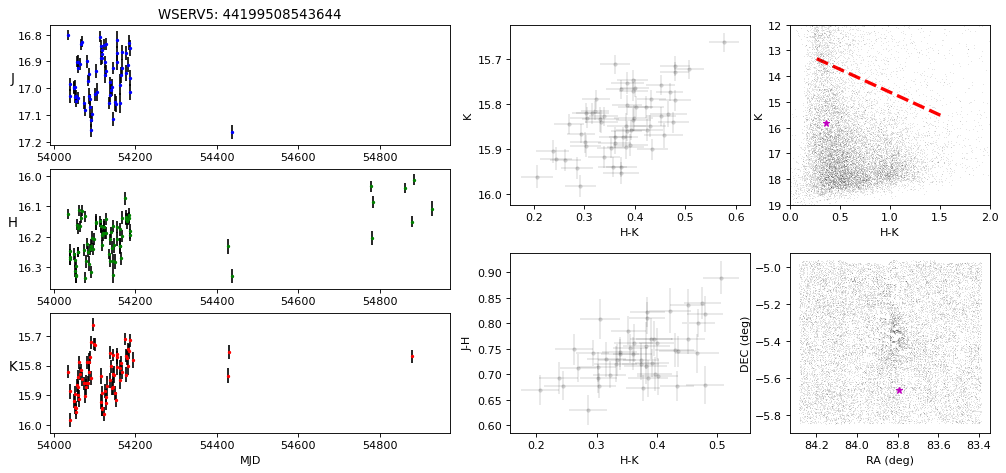 WSERV5: 44199508543644
J
16.8
16.9
17.0
17.1
17.2
54000 54200 54400 54600 54800
H
16.0
16.1
16.2
16.3
54000 54200 54400 54600 54800
K
15.7
15.8
15.9
16.0
54000 54200 54400 54600 54800
MJD
K
15.7
15.8
15.9
16.0
0.2 0.3 0.4 0.5 0.6
H-K
J-H
0.90
0.85
0.80
0.75
0.70
0.65
0.60
0.2 0.3 0.4 0.5
H-K
K
12
13
14
15
16
17
18
19
0.0 0.5 1.0 1.5 2.0
H-K
DEC (deg)
−5.0
−5.2
−5.4
−5.6
−5.8
84.2 84.0 83.8 83.6 83.4
RA (deg)